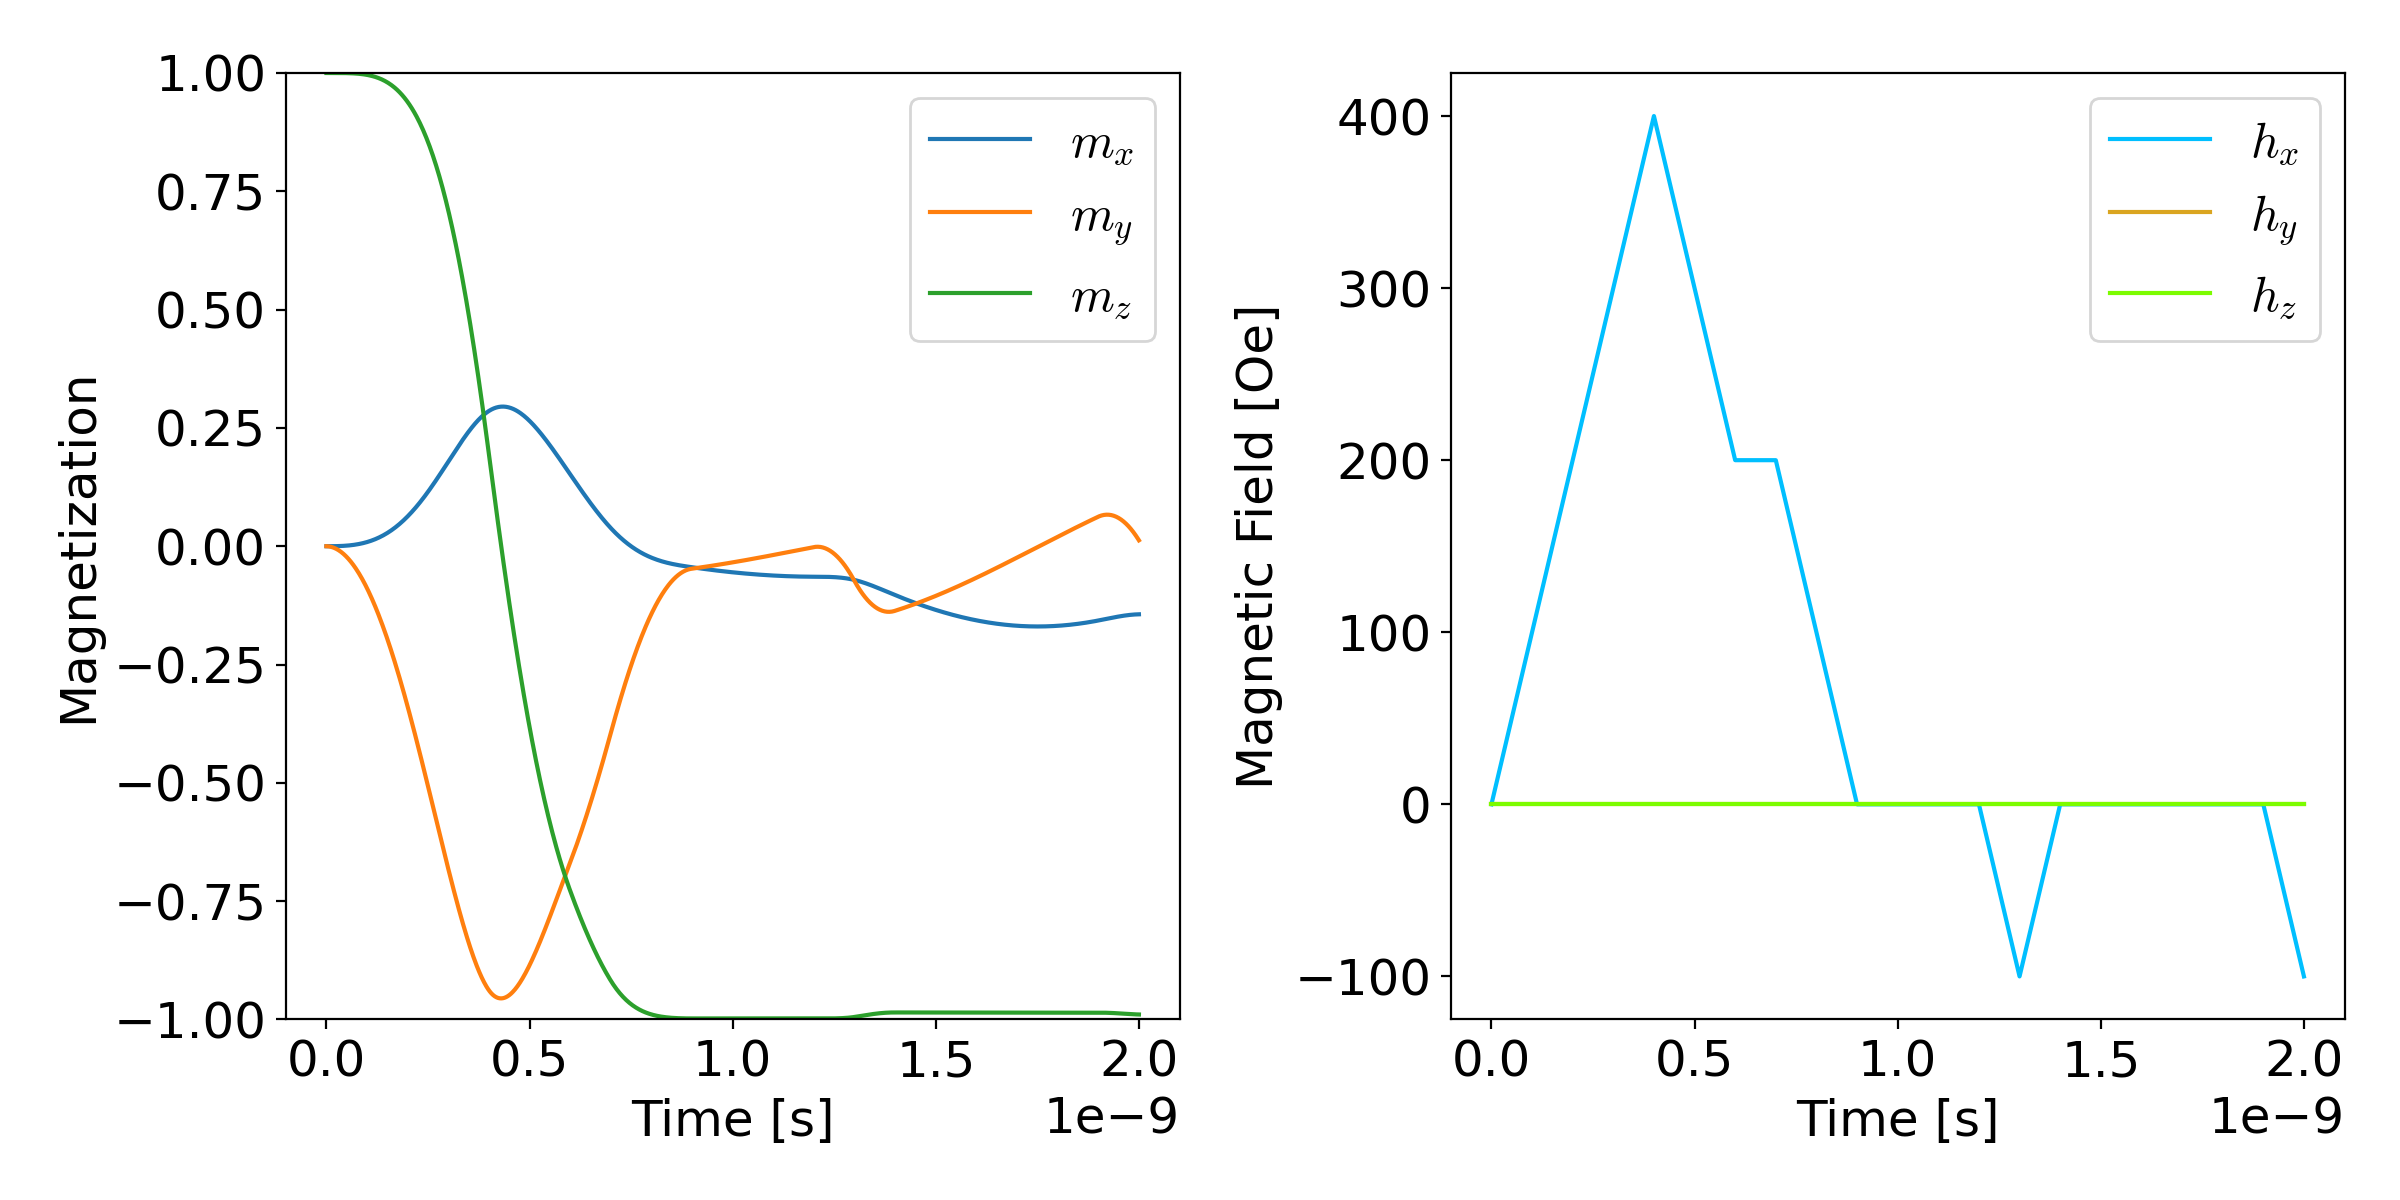 Magnetization
1.00
0.75
0.50
0.25
0.00
−0.25
−0.50
−0.75
−1.00
0.0 0.5 1.0 1.5 2.0
Time [s]
1e−9
m_x
m_y
m_z
Magnetic Field [Oe]
400
300
200
100
0
−100
0.0 0.5 1.0 1.5 2.0
Time [s]
1e−9
h_x
h_y
h_z